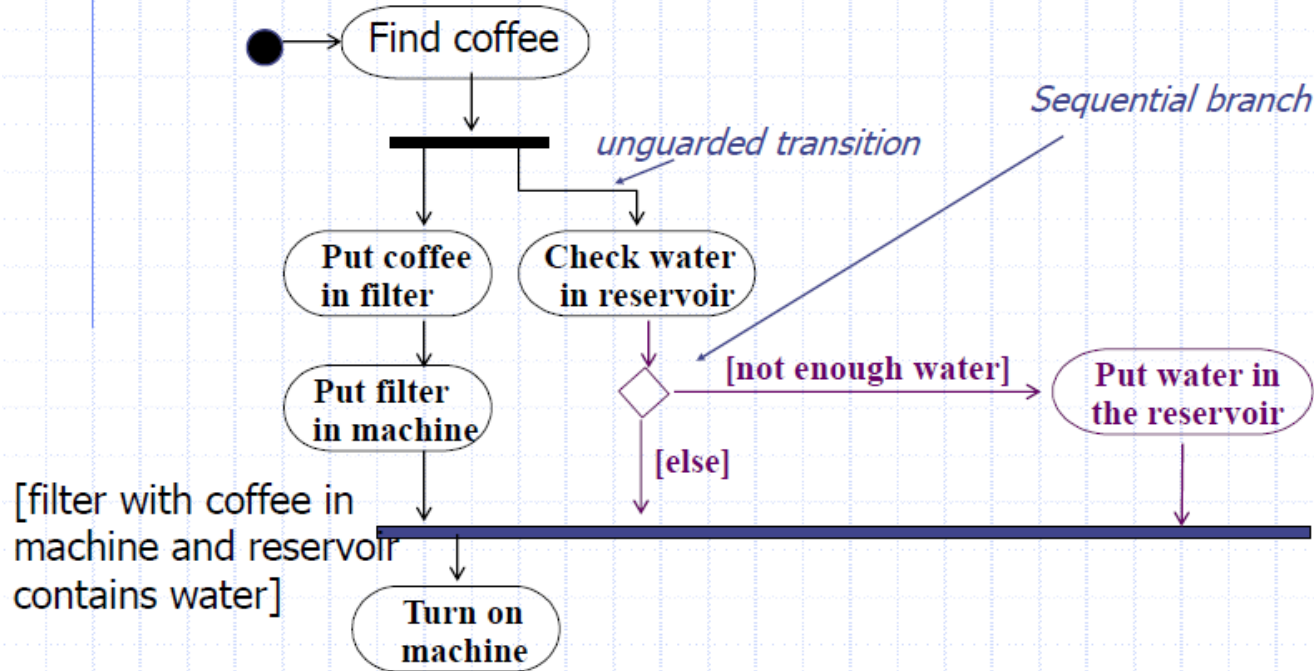 Find coffee
Sequential branch
unguarded transition
Put coffee
in filter
Check water
in reservoir
[not enough water]
Put water in
the reservoir
Put filter
in machine
[else]
[filter with coffee in
machine and reservoir
contains water]
Turn on
machine